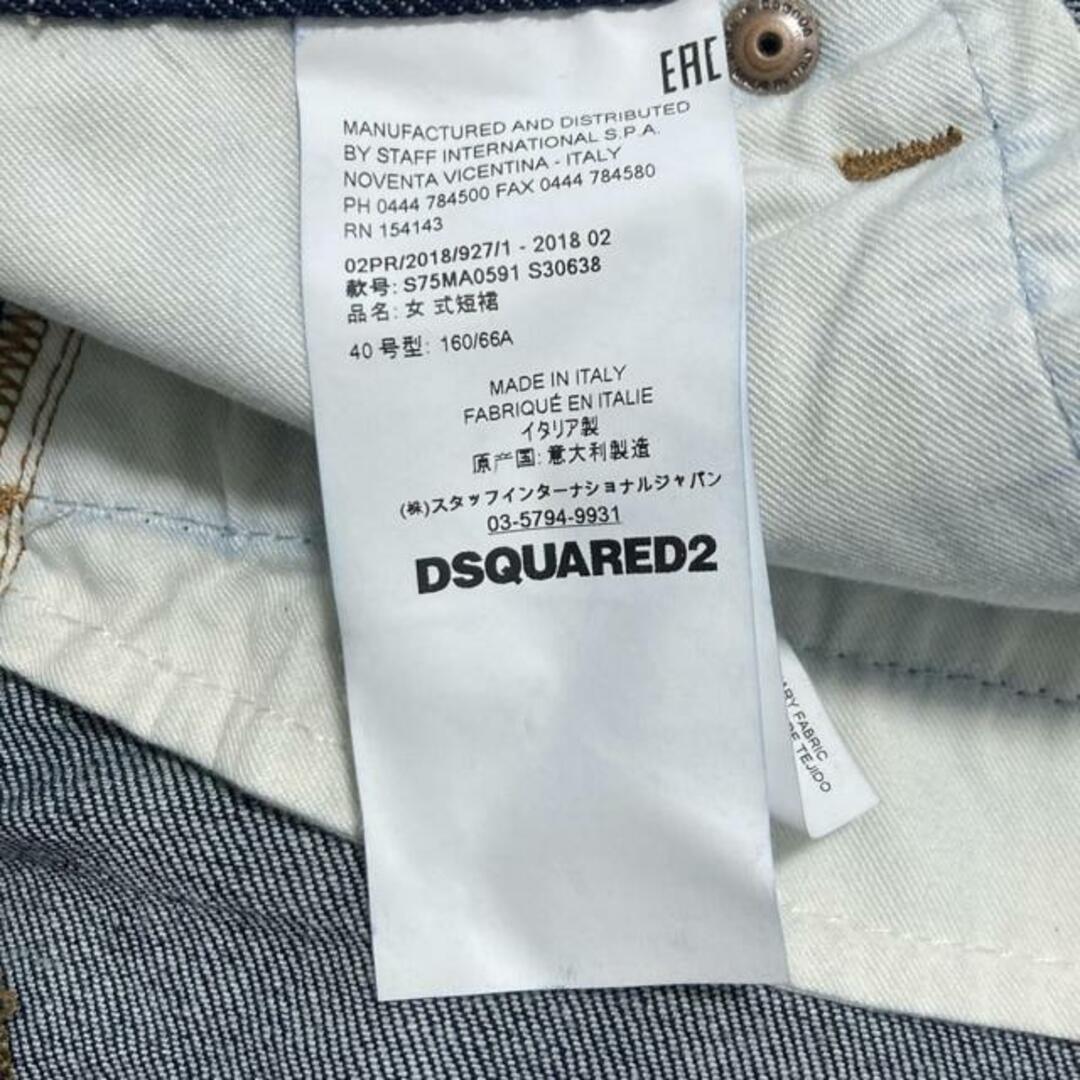 EAC
MANUFACTURED AND DISTRIBUTED
BY STAFF INTERNATIONAL S.P.A.
NOVENTA VICENTINA - ITALY
PH 0444 784500 FAX 0444 784580
RN 154143
02PR/2018/927/1 - 2018 02
款号: S75MA0591 S30638
品名: 女 式短裙
40 号型: 160/66A
MADE IN ITALY
FABRIQUÉ EN ITALIE
イタリア製
原产国: 意大利製造
(株)スタッフインターナショナルジャパン
03-5794-9931
DSQUARED2
FABRIC
TEJIDO